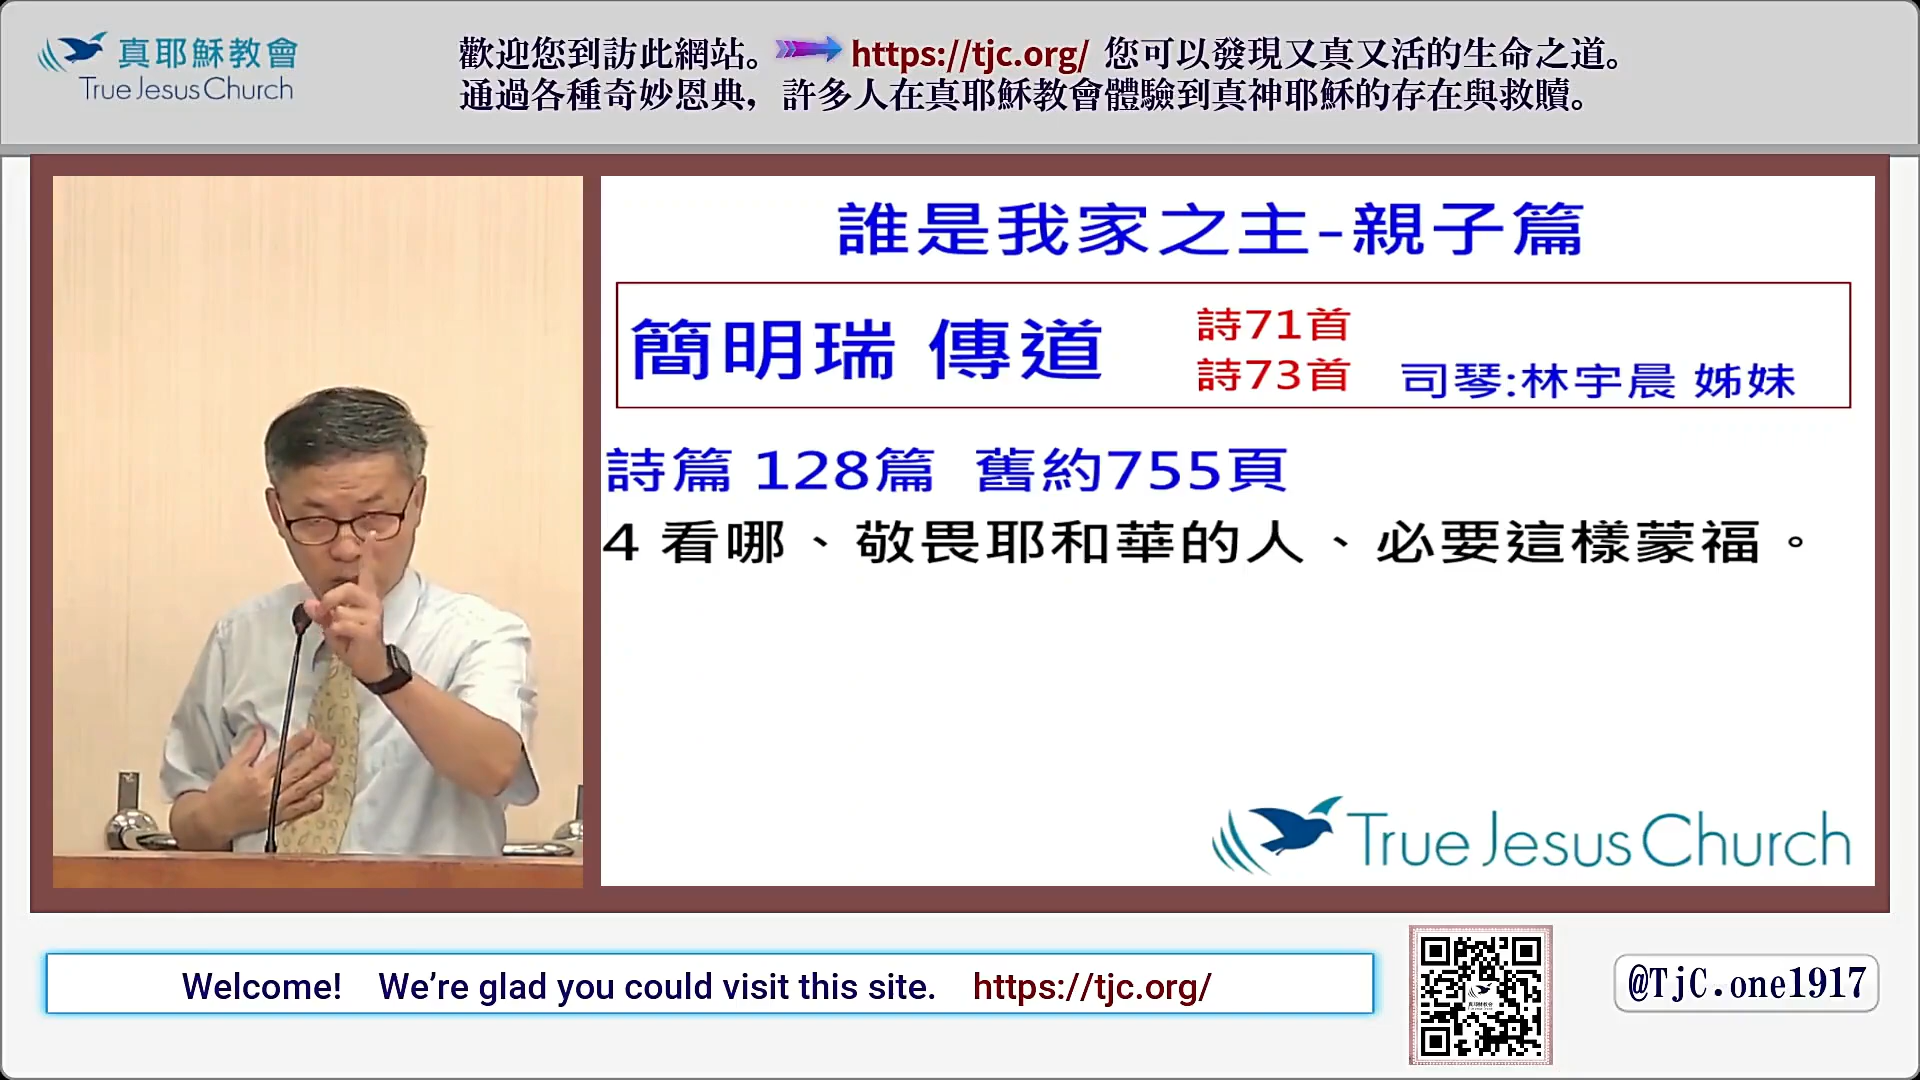 真耶穌教會
True Jesus Church
歡迎您到訪此網站。 https://tjc.org/ 您可以發現又真又活的生命之道。
通過各種奇妙恩典，許多人在真耶穌教會體驗到真神耶穌的存在與救贖。
誰是我家之主-親子篇
簡明瑞 傳道
詩71首
詩73首
司琴:林宇晨 姊妹
詩篇 128篇 舊約755頁
4 看哪、敬畏耶和華的人、必要這樣蒙福。
True Jesus Church
Welcome! We’re glad you could visit this site. https://tjc.org/
@TjC.one1917